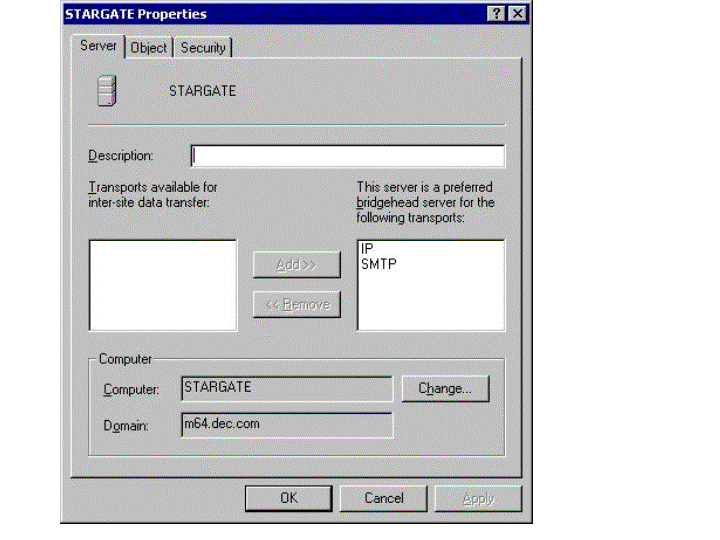 STARGATE Properties
Server Object Security
STARGATE
Description:
Transports available for
inter-site data transfer:
This server is a preferred
bridgehead server for the
following transports:
IP
SMTP
Add >>
<< Remove
Computer
Computer: STARGATE Change...
Domain: m64.dec.com
OK Cancel Apply